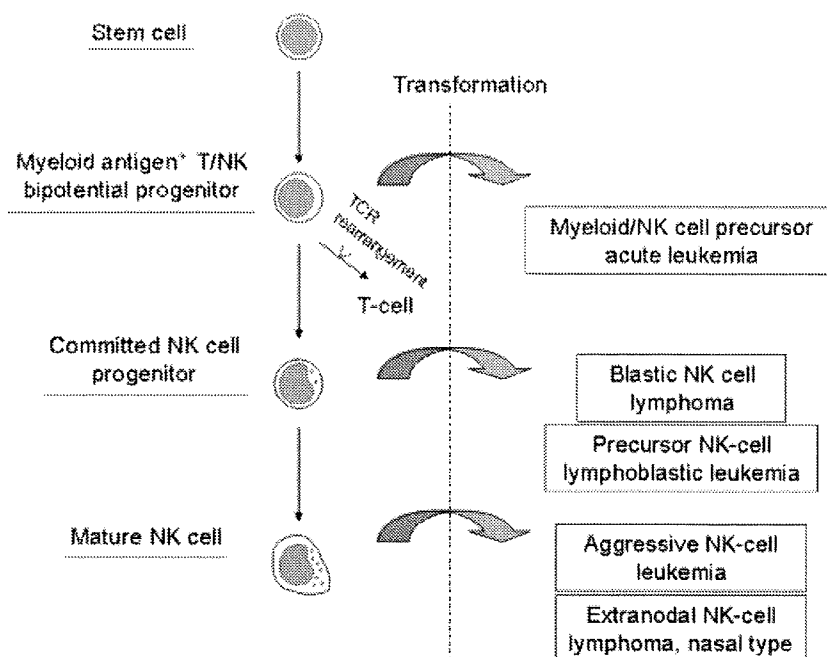 Stem cell
Transformation
Myeloid antigen⁺ T/NK
bipotential progenitor
TCR
rearrangement
T-cell
Myeloid/NK cell precursor
acute leukemia
Committed NK cell
progenitor
Blastic NK cell
lymphoma
Precursor NK-cell
lymphoblastic leukemia
Mature NK cell
Aggressive NK-cell
leukemia
Extranodal NK-cell
lymphoma, nasal type